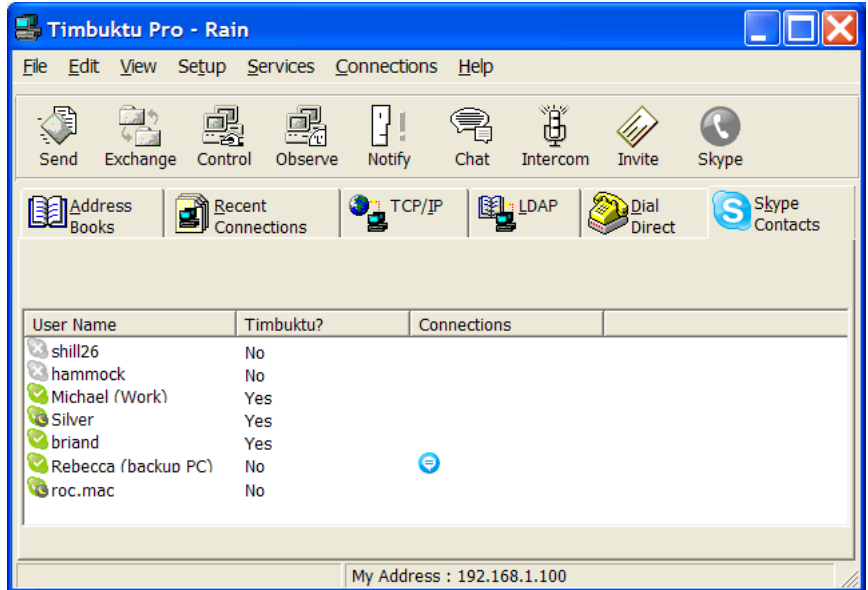 Timbuktu Pro - Rain
File Edit View Setup Services Connections Help
Send Exchange Control Observe Notify Chat Intercom Invite Skype
Address Books Recent Connections TCP/IP LDAP Dial Direct Skype Contacts
User Name Timbuktu? Connections
shill26 No
hammock No
Michael (Work) Yes
Silver Yes
briand Yes
Rebecca (backup PC) No
roc.mac No
My Address : 192.168.1.100